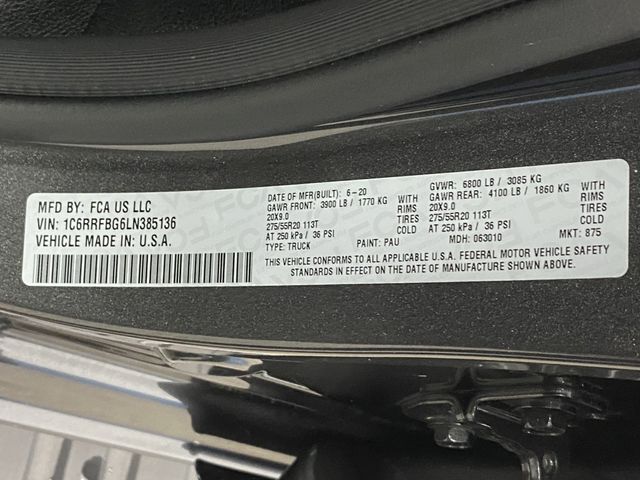 MFD BY: FCA US LLC
VIN: 1C6RRFBG6LN385136
VEHICLE MADE IN U.S.A.
DATE OF MFR(BUILT): 6-20
GAWR FRONT: 3900 LB / 1770 KG
20X9.0 RIMS
275/55R20 113T TIRES
AT 250 kPa / 36 PSI COLD
TYPE: TRUCK PAINT: PAU
GVWR: 6800 LB / 3085 KG
GAWR REAR: 4100 LB / 1860 KG WITH
20X9.0 RIMS
275/55R20 113T TIRES
AT 250 kPa / 36 PSI COLD
MDH: 063010 MKT: 875
THIS VEHICLE CONFORMS TO ALL APPLICABLE U.S.A. FEDERAL MOTOR VEHICLE SAFETY
STANDARDS IN EFFECT ON THE DATE OF MANUFACTURE SHOWN ABOVE.